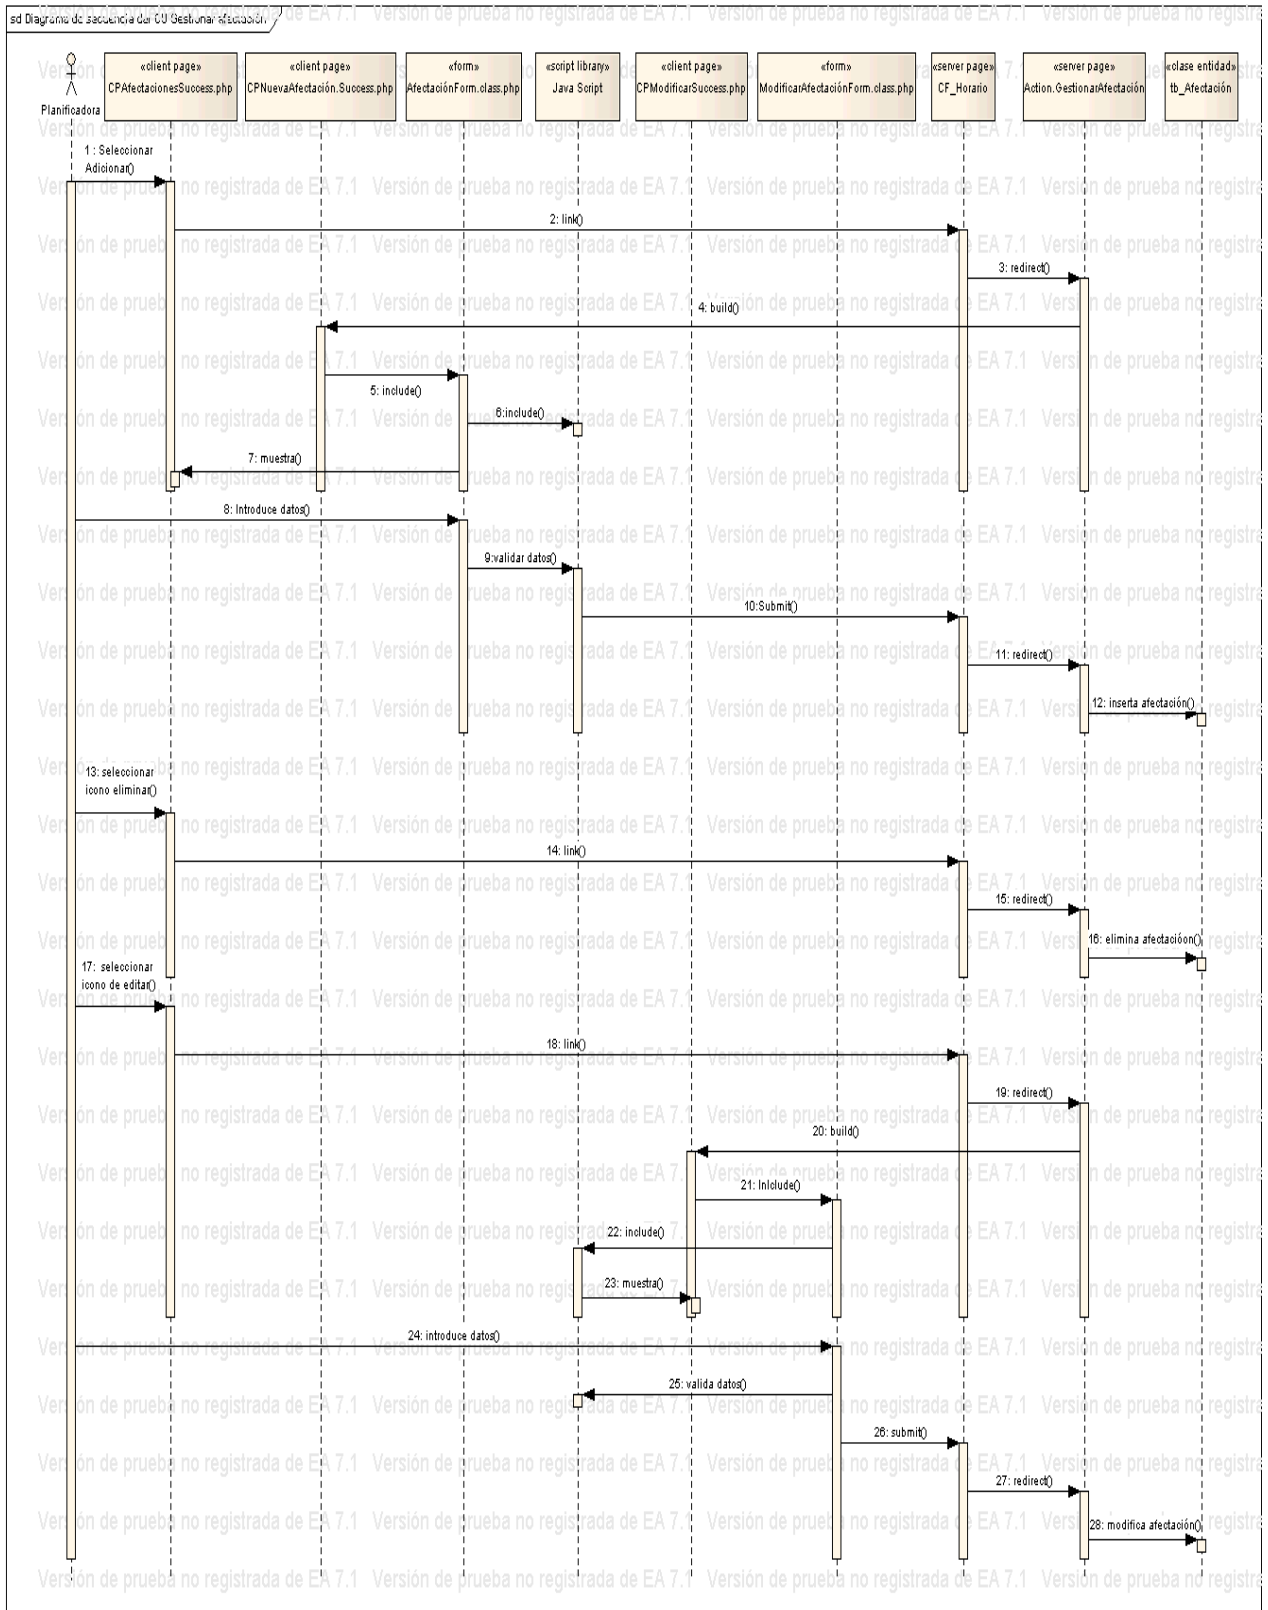 sd Diagrama de secuencia del CU Gestionar afectación
Planificadora
«client page»
CPAfectacionesSuccess.php
«client page»
CPNuevaAfectación.Success.php
«form»
AfectaciónForm.class.php
«script library»
Java Script
«client page»
CPModificarSuccess.php
«form»
ModificarAfectaciónForm.class.php
«server page»
CF_Horario
«server page»
Action.GestionarAfectación
«clase entidad»
tb_Afectación
1 : Seleccionar
Adicionar()
2: link()
3: redirect()
4: build()
5: include()
6:include()
7: muestra()
8: Introduce datos()
9:validar datos()
10:Submit()
11: redirect()
12: inserta afectación()
13: seleccionar
icono eliminar()
14: link()
15: redirect()
16: elimina afectacióon()
17: seleccionar
icono de editar()
18: link()
19: redirect()
20: build()
21: Inlclude()
22: include()
23: muestra()
24: introduce datos()
25: valida datos()
26: submit()
27: redirect()
28: modifica afectación()
Versión de prueba no registrada de EA 7.1